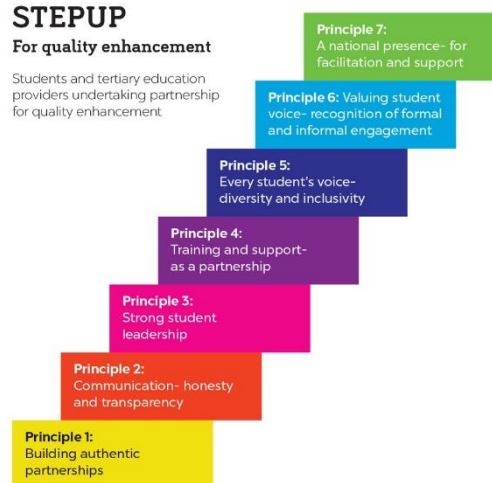 STEPUP
For quality enhancement
Students and tertiary education
providers undertaking partnership
for quality enhancement
Principle 7:
A national presence- for
facilitation and support
Principle 6: Valuing student
voice- recognition of formal
and informal engagement
Principle 5:
Every student's voice-
diversity and inclusivity
Principle 4:
Training and support-
as a partnership
Principle 3:
Strong student
leadership
Principle 2:
Communication- honesty
and transparency
Principle 1:
Building authentic
partnerships